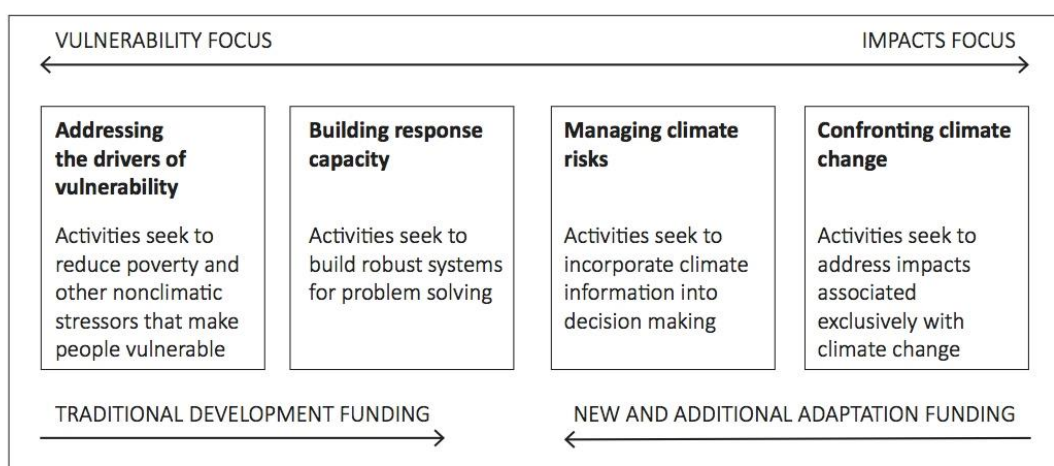 VULNERABILITY FOCUS
IMPACTS FOCUS
Addressing
the drivers of
vulnerability
Activities seek to
reduce poverty and
other nonclimatic
stressors that make
people vulnerable
Building response
capacity
Activities seek to
build robust systems
for problem solving
Managing climate
risks
Activities seek to
incorporate climate
information into
decision making
Confronting climate
change
Activities seek to
address impacts
associated
exclusively with
climate change
TRADITIONAL DEVELOPMENT FUNDING
NEW AND ADDITIONAL ADAPTATION FUNDING